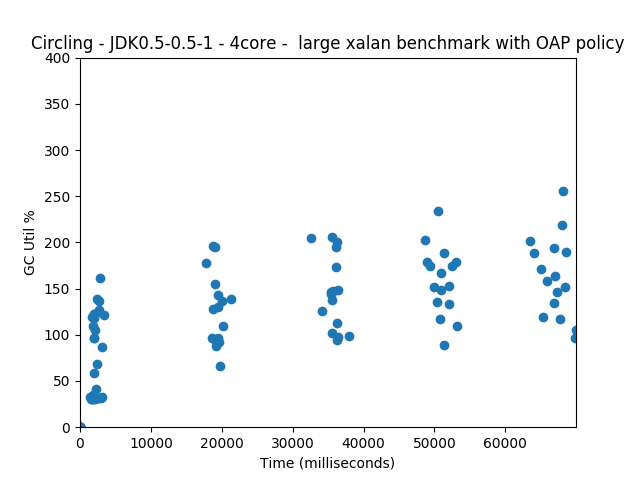 Circling - JDK0.5-0.5-1 - 4core -  large xalan benchmark with OAP policy
400
350
300
250
200
150
100
50
0
GC Util %
0 10000 20000 30000 40000 50000 60000
Time (milliseconds)